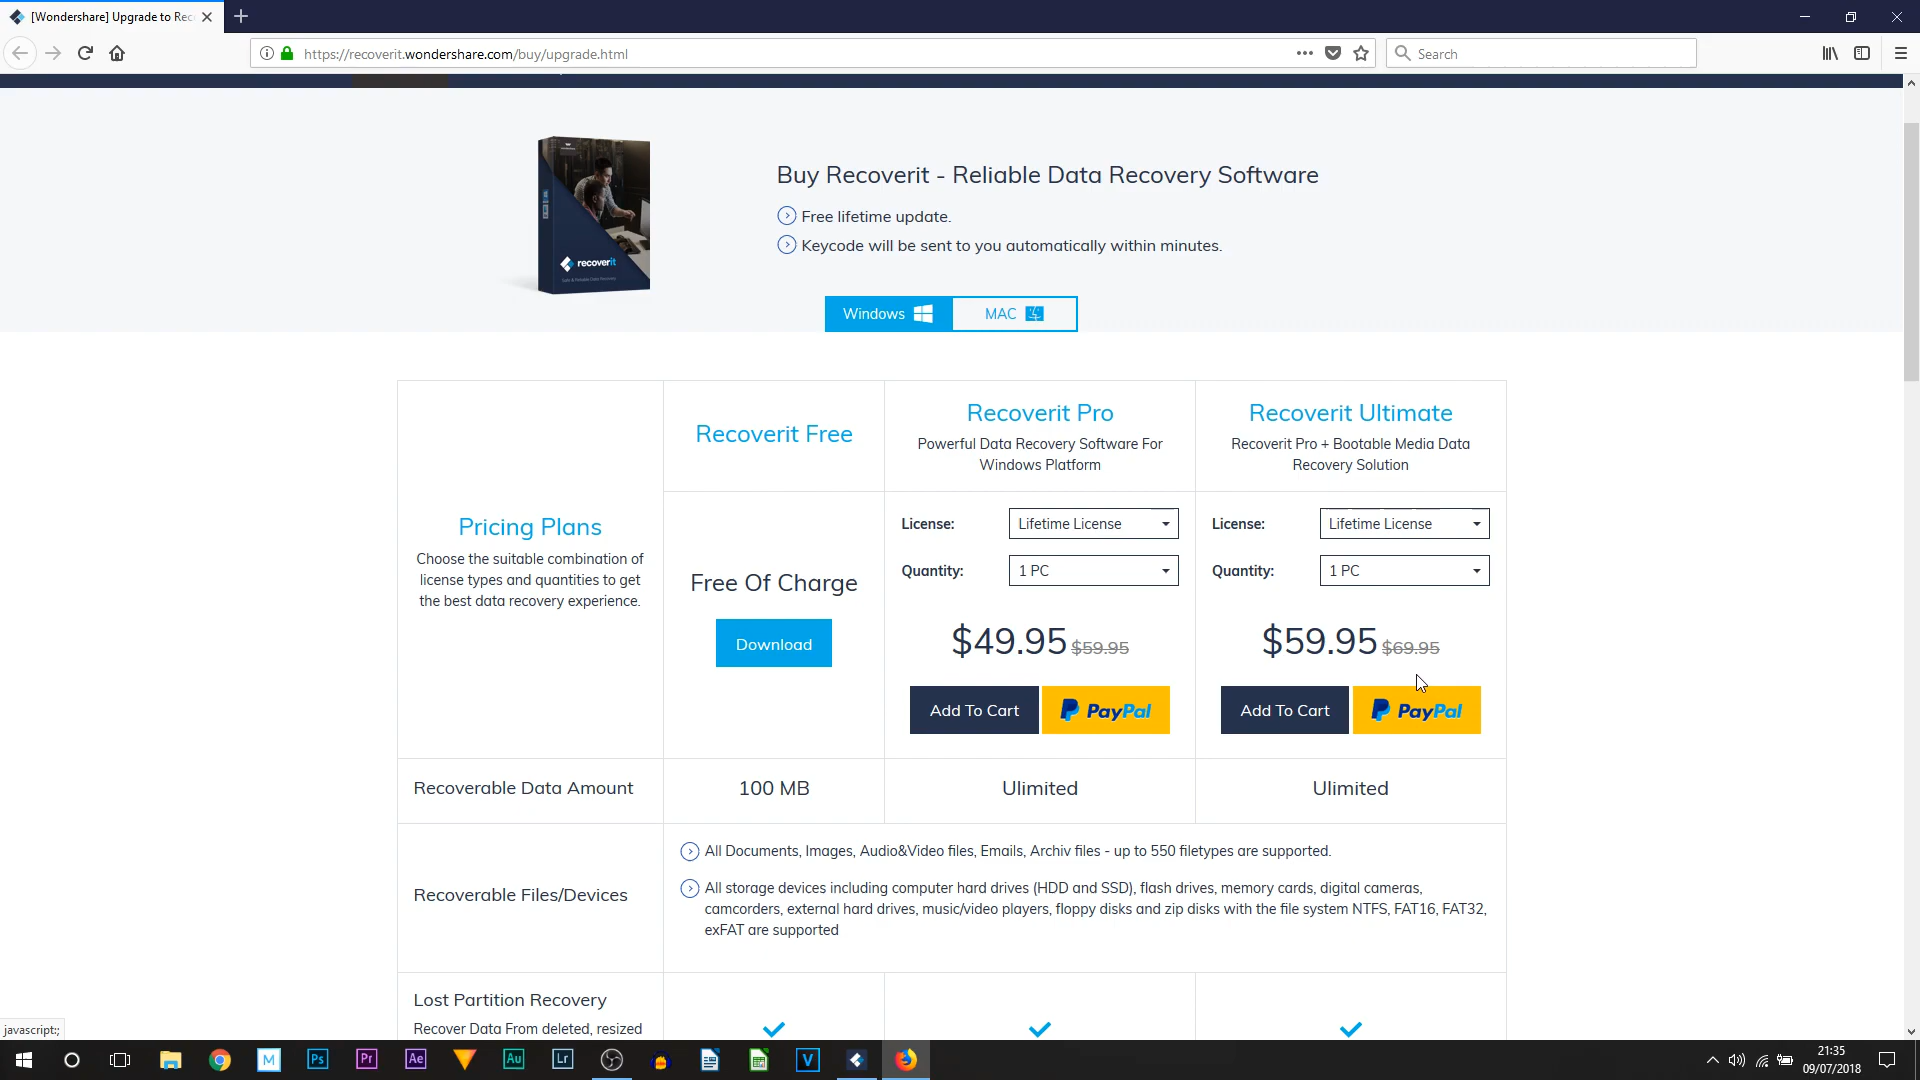 [Wondershare] Upgrade to Rec
https://recoverit.wondershare.com/buy/upgrade.html
Search
recoverit
Buy Recoverit - Reliable Data Recovery Software
Free lifetime update.
Keycode will be sent to you automatically within minutes.
Windows
MAC
Pricing Plans
Choose the suitable combination of
license types and quantities to get
the best data recovery experience.
Recoverit Free
Free Of Charge
Download
Recoverit Pro
Powerful Data Recovery Software For
Windows Platform
License: Lifetime License
Quantity: 1 PC
$49.95 $59.95
Add To Cart PayPal
Recoverit Ultimate
Recoverit Pro + Bootable Media Data
Recovery Solution
License: Lifetime License
Quantity: 1 PC
$59.95 $69.95
Add To Cart PayPal
Recoverable Data Amount 100 MB Ulimited Ulimited
Recoverable Files/Devices
All Documents, Images, Audio&Video files, Emails, Archiv files - up to 550 filetypes are supported.
All storage devices including computer hard drives (HDD and SSD), flash drives, memory cards, digital cameras,
camcorders, external hard drives, music/video players, floppy disks and zip disks with the file system NTFS, FAT16, FAT32,
exFAT are supported
Lost Partition Recovery
Recover Data From deleted, resized
javascript:;
M Ps Pr Ae Au Lr V
21:35
09/07/2018